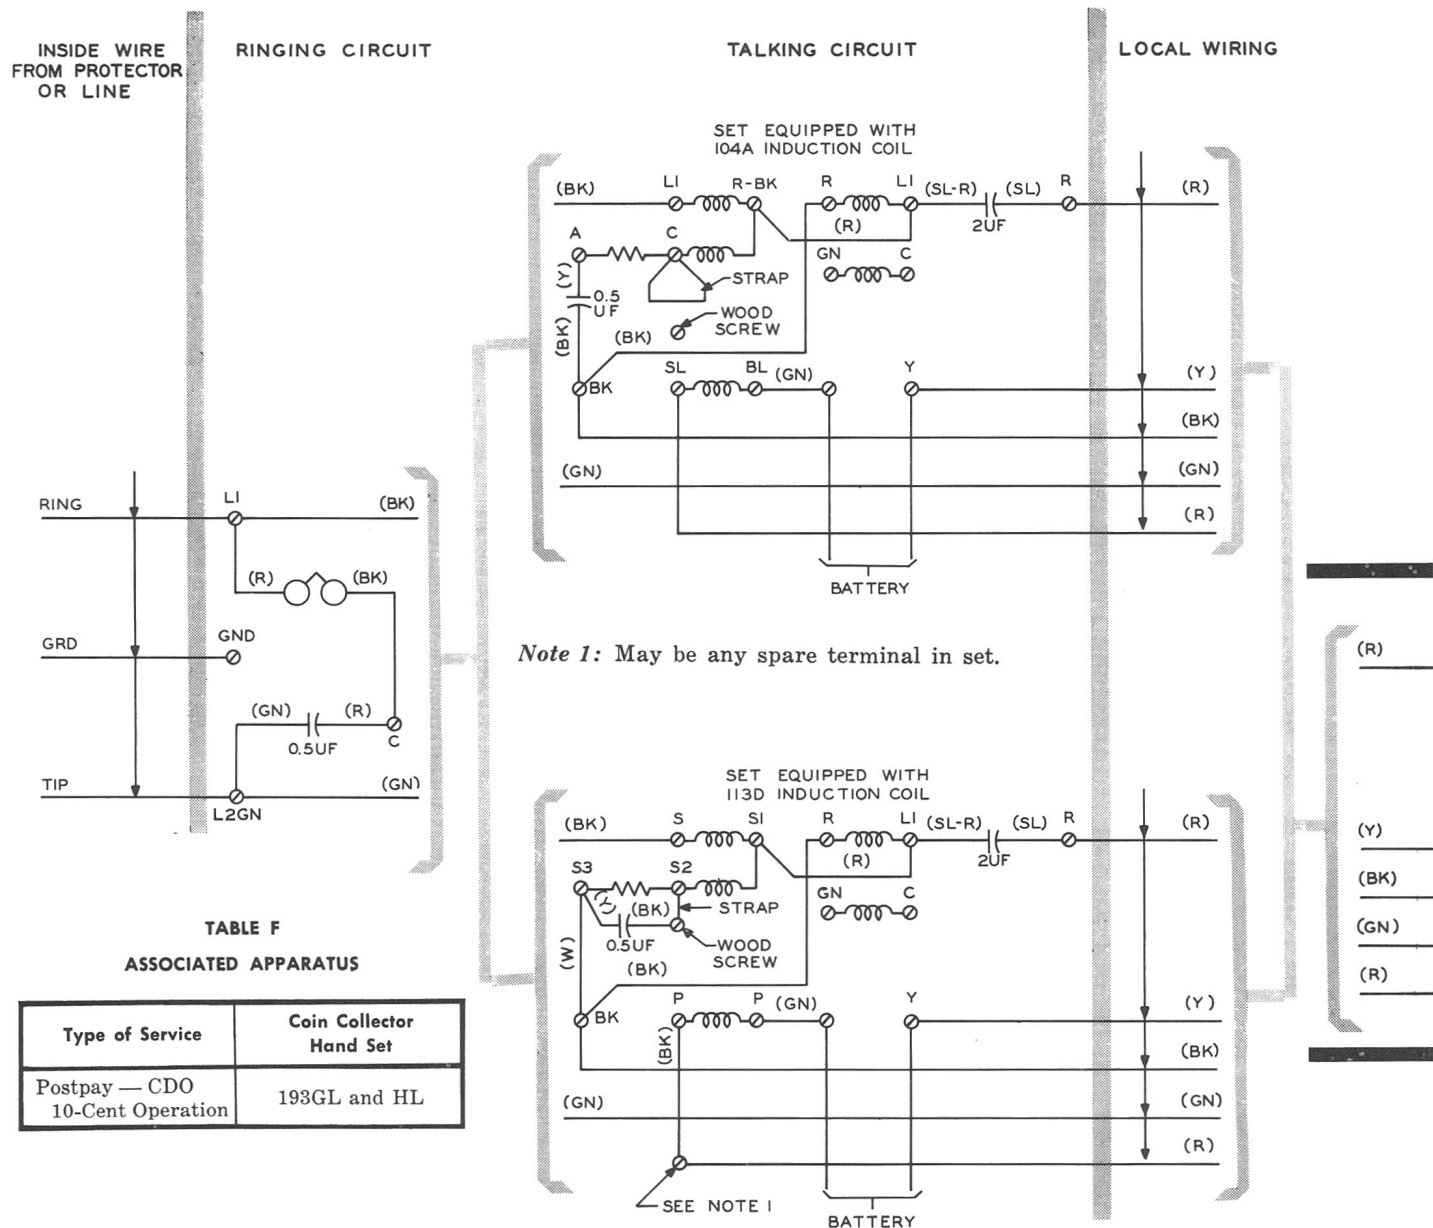 INSIDE WIRE
FROM PROTECTOR
OR LINE
RINGING CIRCUIT
TALKING CIRCUIT
LOCAL WIRING
SET EQUIPPED WITH
104A INDUCTION COIL
(BK)
L1
R-BK
R
L1
(SL-R)
(SL)
R
(R)
(R)
2UF
A
C
GN
C
STRAP
(Y)
0.5
UF
WOOD
SCREW
(BK)
(BK)
BK
SL
BL
(GN)
Y
(Y)
(BK)
(GN)
(GN)
(R)
BATTERY
RING
L1
(BK)
(R)
(BK)
GRD
GND
(GN)
(R)
C
0.5UF
TIP
(GN)
L2GN
Note 1: May be any spare terminal in set.
SET EQUIPPED WITH
113D INDUCTION COIL
(BK)
S
S1
R
L1
(SL-R)
(SL)
R
(R)
(R)
2UF
S3
S2
GN
C
(Y)
(BK)
STRAP
0.5UF
WOOD
SCREW
(W)
(BK)
BK
P
P
(GN)
Y
(Y)
(BK)
(BK)
(GN)
(GN)
(R)
SEE NOTE 1
BATTERY
(R)
(Y)
(BK)
(GN)
(R)
TABLE F
ASSOCIATED APPARATUS
Type of Service
Coin Collector
Hand Set
Postpay — CDO
10-Cent Operation
193GL and HL